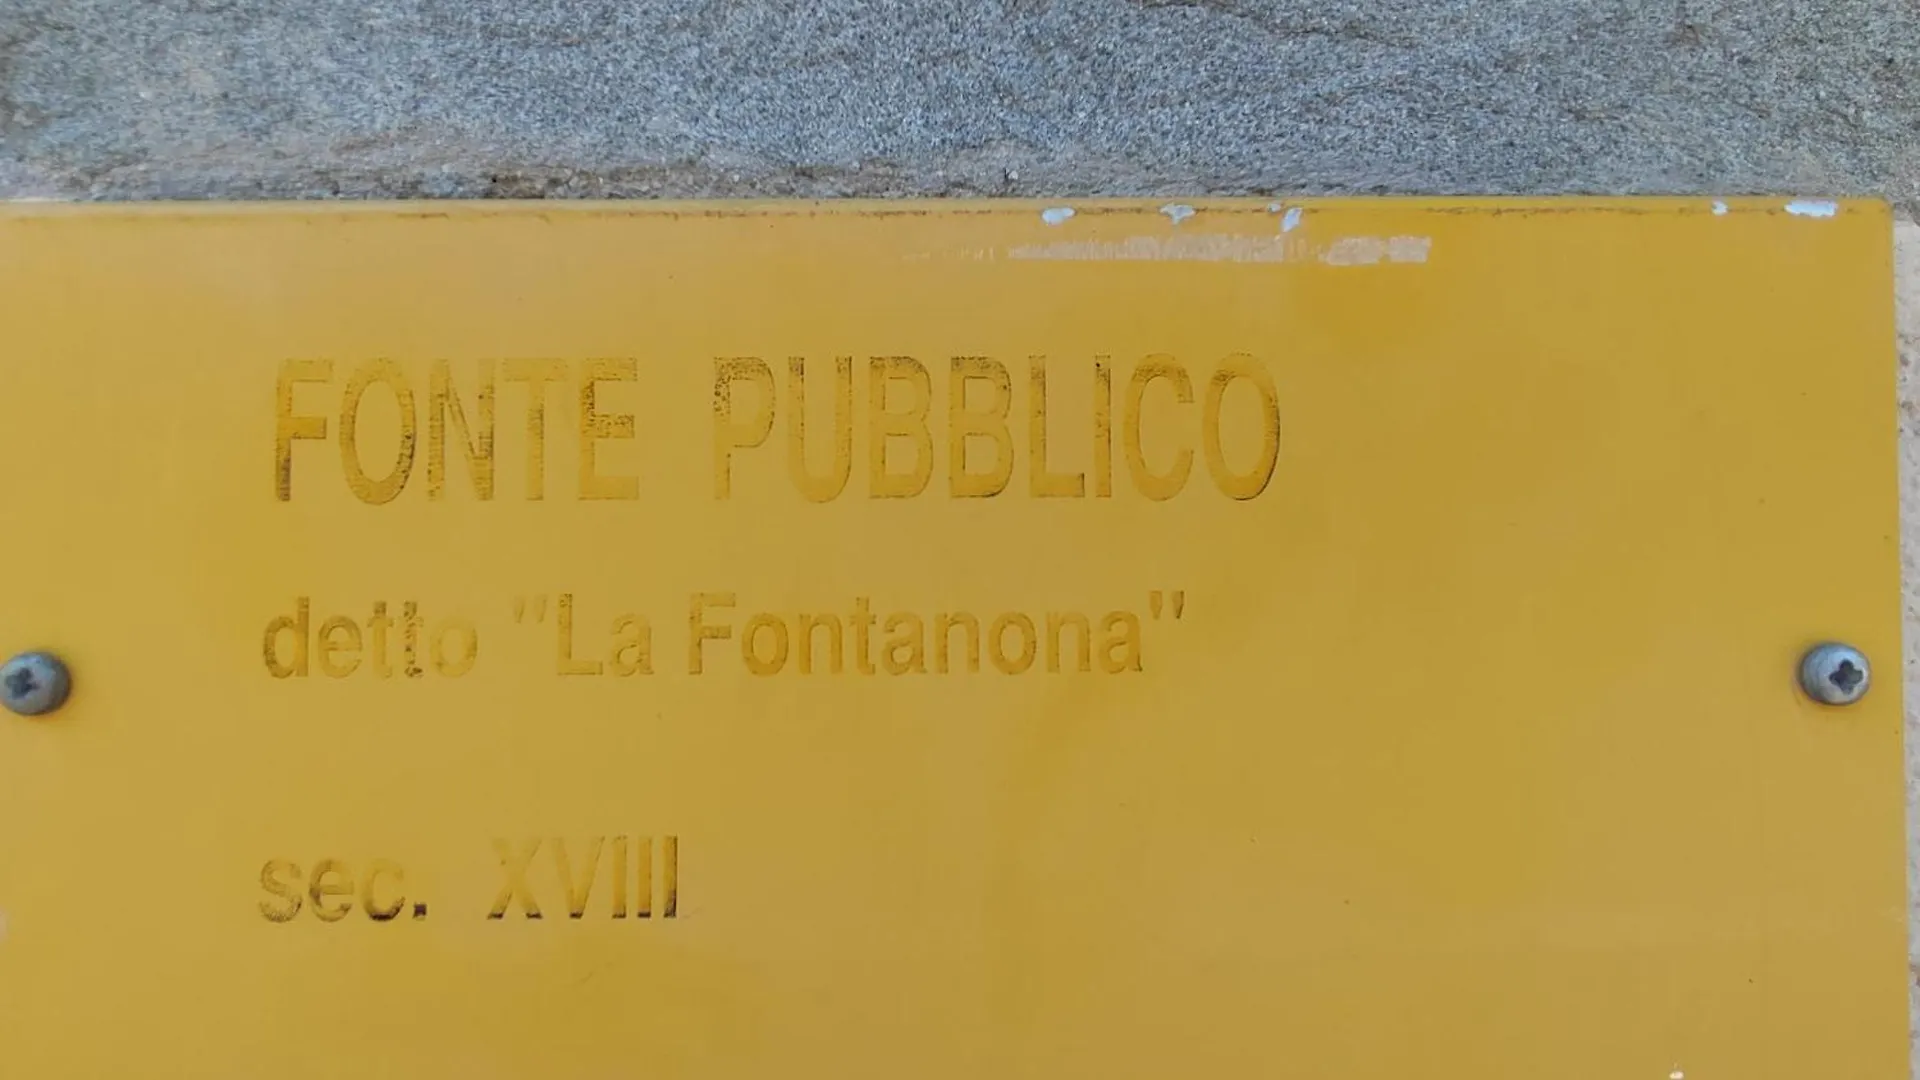 FONTE PUBBLICO
detto "La Fontanona"
sec. XVIII